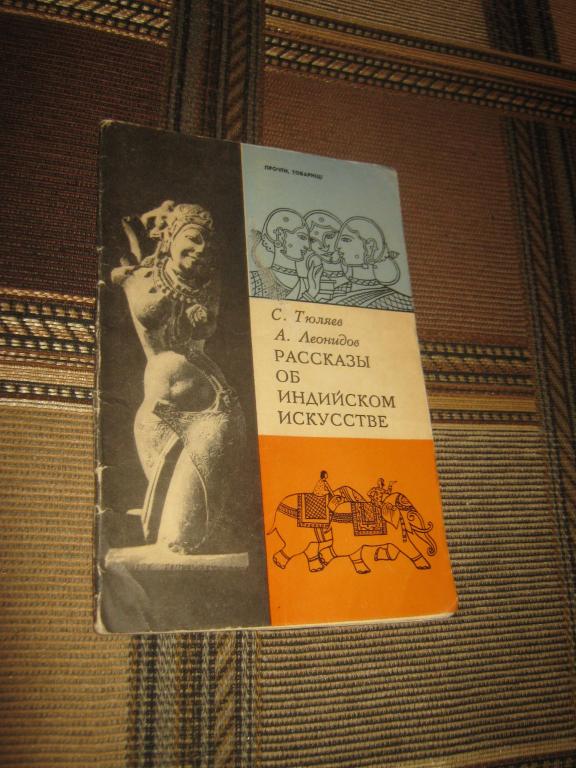 ПРОЧТИ, ТОВАРИЩ!
С. Тюляев
А. Леонидов
РАССКАЗЫ
ОБ
ИНДИЙСКОМ
ИСКУССТВЕ